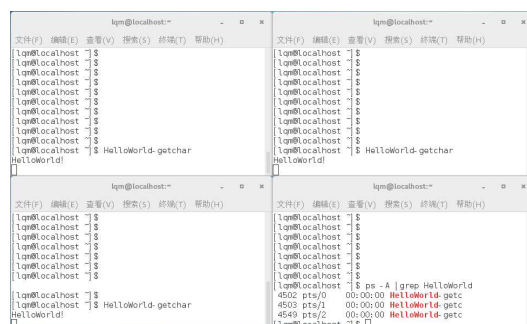 lqm@localhost:~
文件(F) 编辑(E) 查看(V) 搜索(S) 终端(T) 帮助(H)
[lqm@localhost ~]$
[lqm@localhost ~]$
[lqm@localhost ~]$
[lqm@localhost ~]$
[lqm@localhost ~]$
[lqm@localhost ~]$
[lqm@localhost ~]$
[lqm@localhost ~]$
[lqm@localhost ~]$
[lqm@localhost ~]$ HelloWorld-getchar
HelloWorld!
lqm@localhost:~
文件(F) 编辑(E) 查看(V) 搜索(S) 终端(T) 帮助(H)
[lqm@localhost ~]$
[lqm@localhost ~]$
[lqm@localhost ~]$
[lqm@localhost ~]$
[lqm@localhost ~]$
[lqm@localhost ~]$
[lqm@localhost ~]$
[lqm@localhost ~]$
[lqm@localhost ~]$
[lqm@localhost ~]$ HelloWorld-getchar
HelloWorld!
lqm@localhost:~
文件(F) 编辑(E) 查看(V) 搜索(S) 终端(T) 帮助(H)
[lqm@localhost ~]$
[lqm@localhost ~]$
[lqm@localhost ~]$
[lqm@localhost ~]$
[lqm@localhost ~]$
[lqm@localhost ~]$
[lqm@localhost ~]$
[lqm@localhost ~]$ HelloWorld-getchar
HelloWorld!
lqm@localhost:~
文件(F) 编辑(E) 查看(V) 搜索(S) 终端(T) 帮助(H)
[lqm@localhost ~]$
[lqm@localhost ~]$
[lqm@localhost ~]$
[lqm@localhost ~]$
[lqm@localhost ~]$
[lqm@localhost ~]$ ps -A |grep HelloWorld
4502 pts/0 00:00:00 HelloWorld-getc
4503 pts/1 00:00:00 HelloWorld-getc
4549 pts/2 00:00:00 HelloWorld-getc
[lqm@localhost ~]$